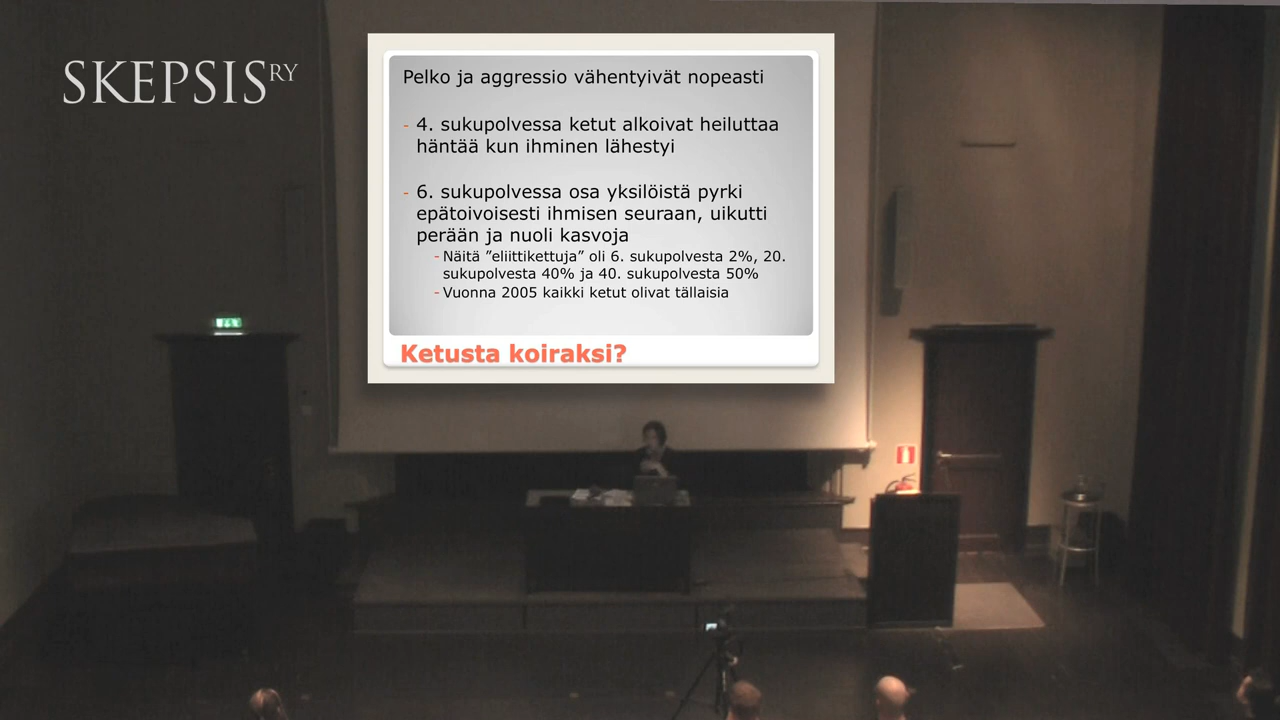 SKEPSIS RY
Pelko ja aggressio vähentyivät nopeasti
- 4. sukupolvessa ketut alkoivat heiluttaa
häntää kun ihminen lähestyi
- 6. sukupolvessa osa yksilöistä pyrki
epätoivoisesti ihmisen seuraan, uikutti
perään ja nuoli kasvoja
- Näitä ”eliittikettuja” oli 6. sukupolvesta 2%, 20.
sukupolvesta 40% ja 40. sukupolvesta 50%
- Vuonna 2005 kaikki ketut olivat tällaisia
Ketusta koiraksi?